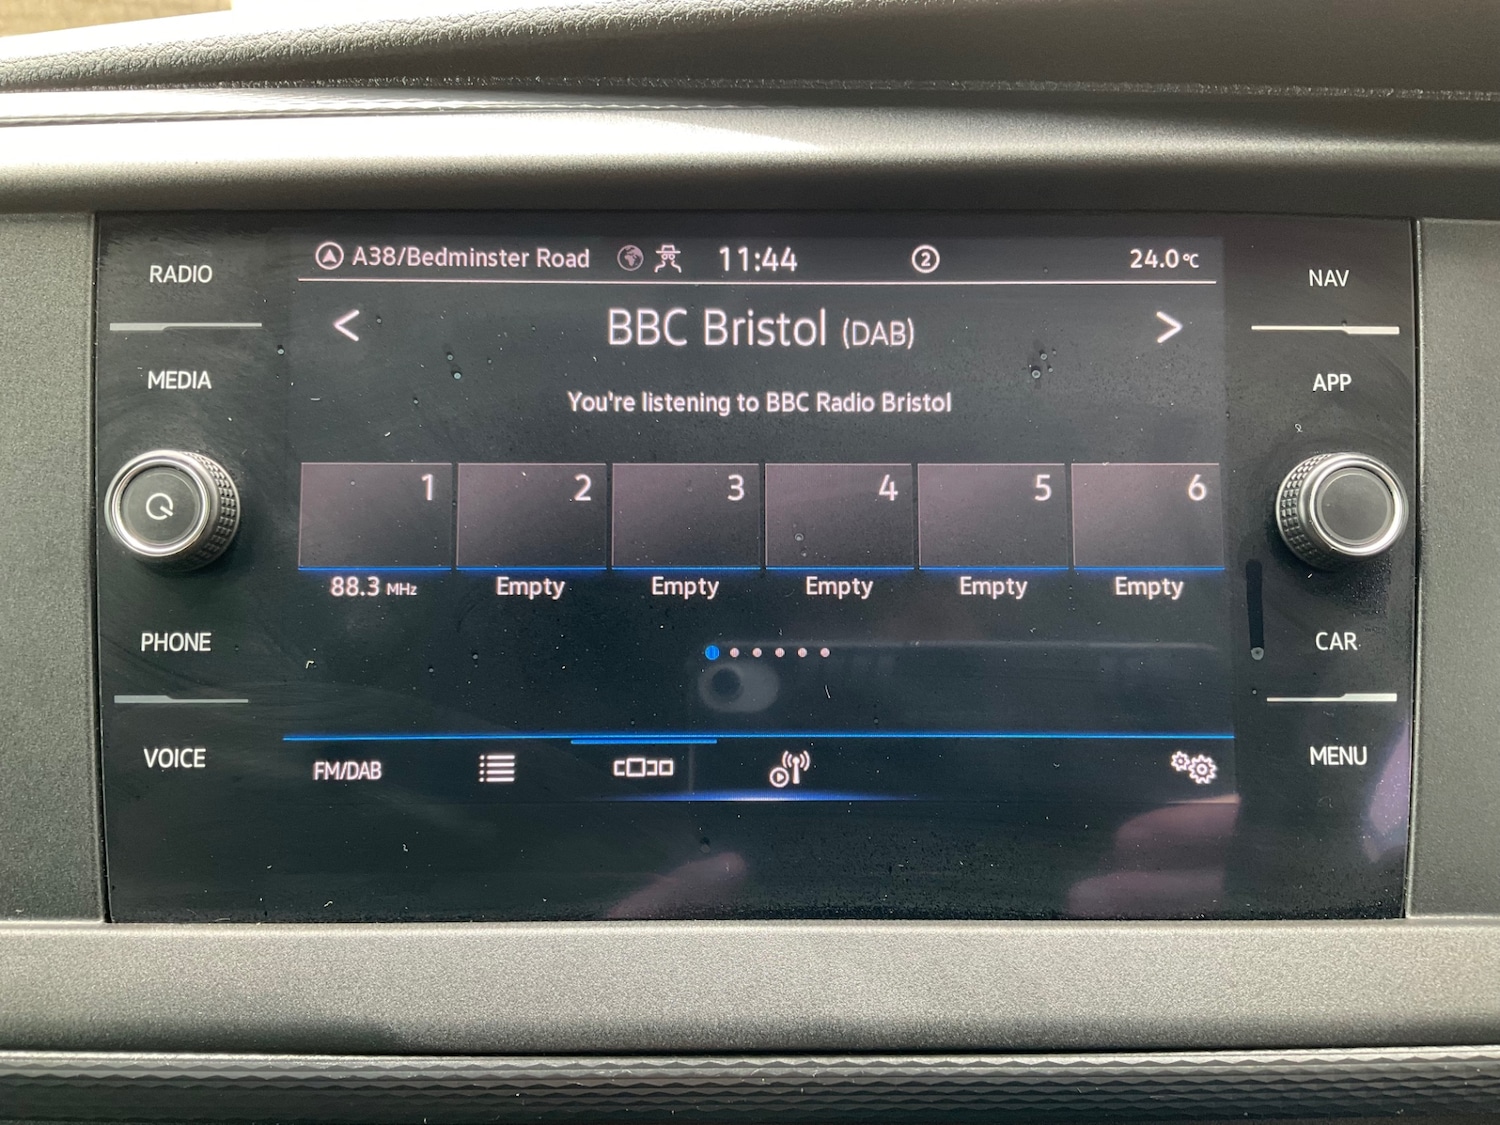 RADIO
MEDIA
PHONE
VOICE
A38/Bedminster Road 11:44 2 24.0°C
< BBC Bristol (DAB) >
You're listening to BBC Radio Bristol
1 2 3 4 5 6
88.3 MHz Empty Empty Empty Empty Empty
FM/DAB
NAV
APP
CAR
MENU